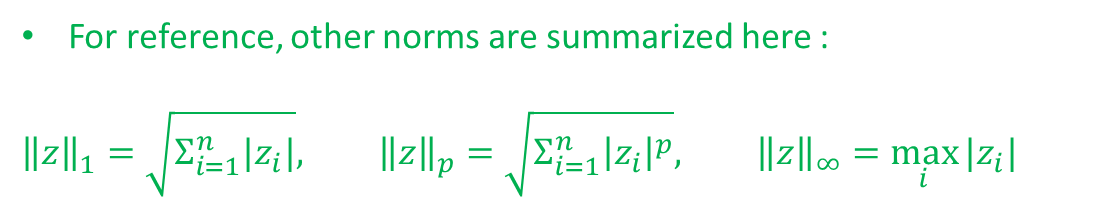 • For reference, other norms are summarized here :
‖z‖₁ = √(Σⁿᵢ₌₁|zᵢ|), ‖z‖ₚ = √(Σⁿᵢ₌₁|zᵢ|ᵖ), ‖z‖∞ = maxᵢ|zᵢ|